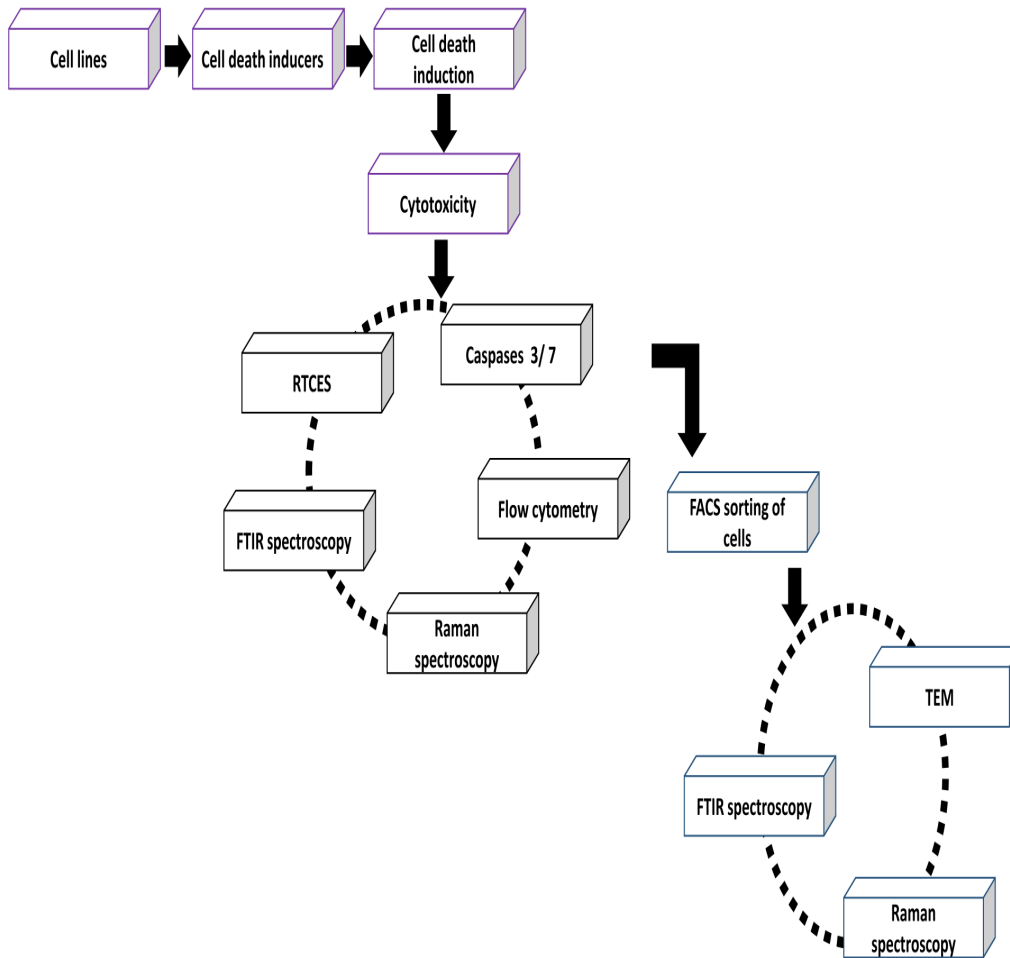 Cell lines
Cell death inducers
Cell death
induction
Cytotoxicity
Caspases 3/ 7
RTCES
Flow cytometry
FTIR spectroscopy
Raman
spectroscopy
FACS sorting of
cells
TEM
FTIR spectroscopy
Raman
spectroscopy